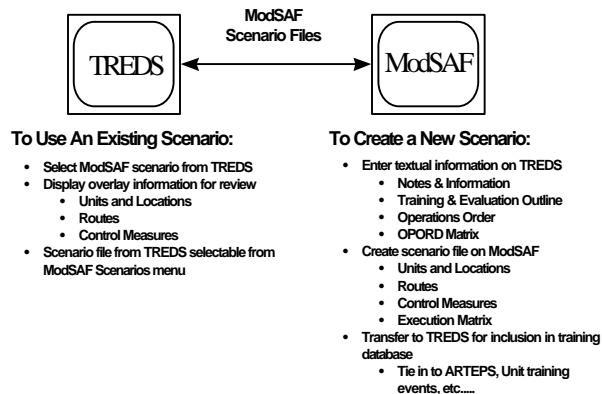 ModSAF
Scenario Files
TREDS
ModSAF
To Use An Existing Scenario:
• Select ModSAF scenario from TREDS
• Display overlay information for review
• Units and Locations
• Routes
• Control Measures
• Scenario file from TREDS selectable from
ModSAF Scenarios menu
To Create a New Scenario:
• Enter textual information on TREDS
• Notes & Information
• Training & Evaluation Outline
• Operations Order
• OPORD Matrix
• Create scenario file on ModSAF
• Units and Locations
• Routes
• Control Measures
• Execution Matrix
• Transfer to TREDS for inclusion in training
database
• Tie in to ARTEPS, Unit training
events, etc.....